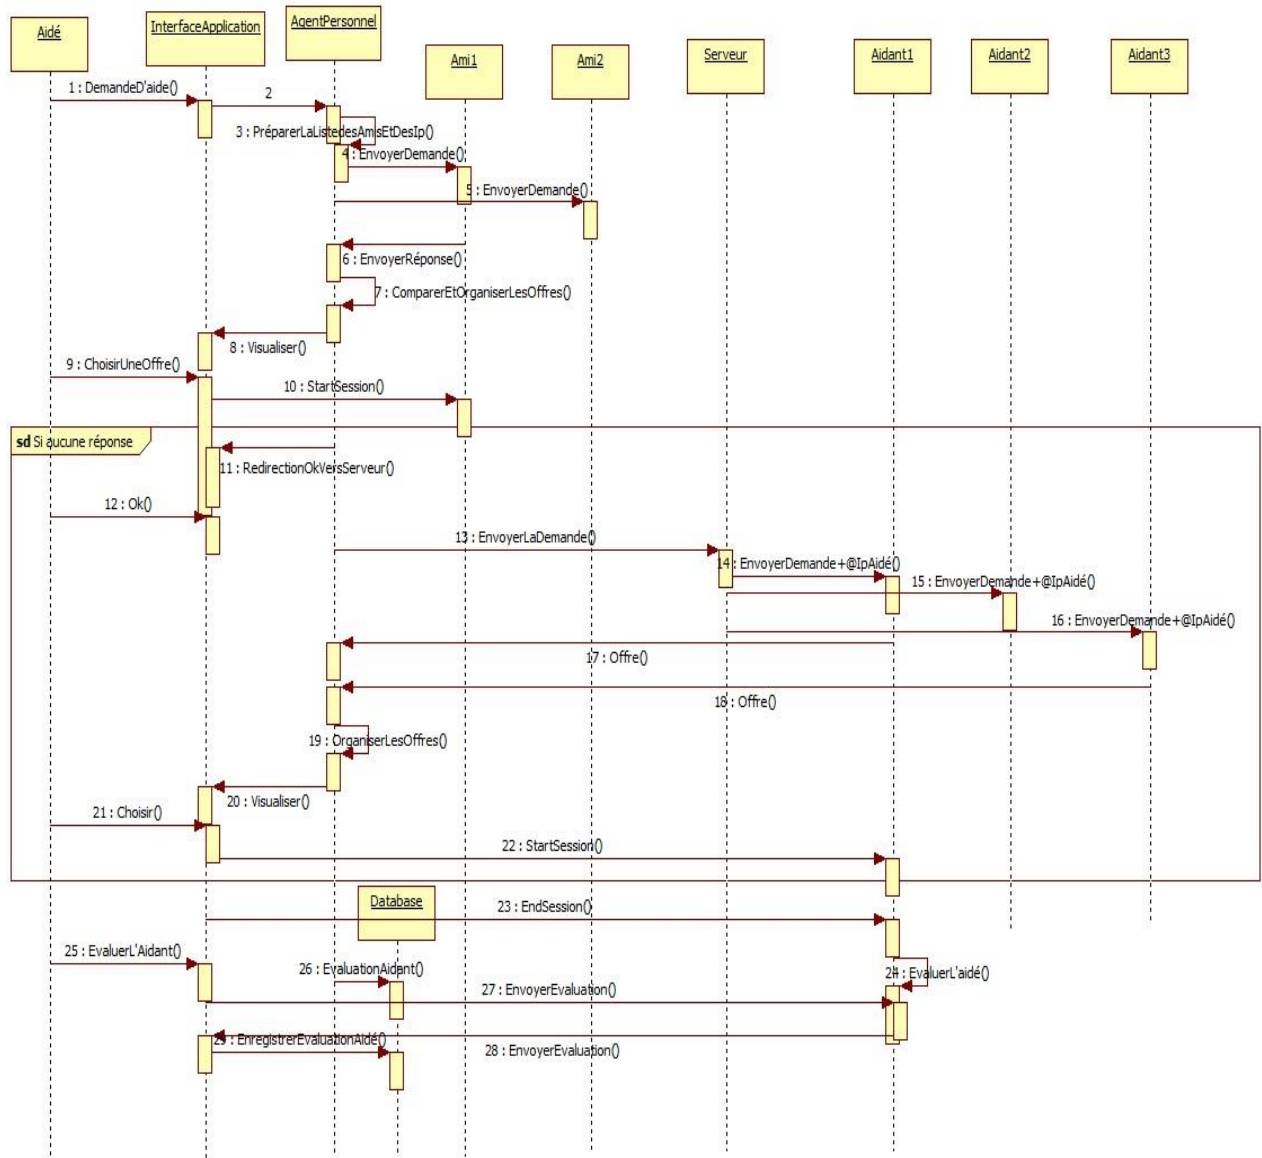 Aidé
InterfaceApplication
AgentPersonnel
Ami1
Ami2
Serveur
Aidant1
Aidant2
Aidant3
1 : DemandeD'aide()
2
3 : PréparerLaListedesAmisEtDesIp()
4 : EnvoyerDemande()
5 : EnvoyerDemande()
6 : EnvoyerRéponse()
7 : ComparerEtOrganiserLesOffres()
8 : Visualiser()
9 : ChoisirUneOffre()
10 : StartSession()
sd Si aucune réponse
11 : RedirectionOkVersServeur()
12 : Ok()
13 : EnvoyerLaDemande()
14 : EnvoyerDemande+@IpAidé()
15 : EnvoyerDemande+@IpAidé()
16 : EnvoyerDemande+@IpAidé()
17 : Offre()
18 : Offre()
19 : OrganiserLesOffres()
20 : Visualiser()
21 : Choisir()
22 : StartSession()
Database
23 : EndSession()
25 : EvaluerL'Aidant()
26 : EvaluationAidant()
24 : EvaluerL'aidé()
27 : EnvoyerEvaluation()
29 : EnregistrerEvaluationAidé()
28 : EnvoyerEvaluation()